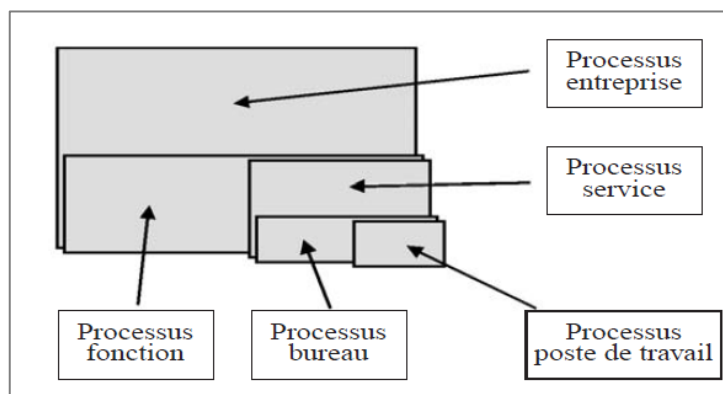 Processus
entreprise
Processus
service
Processus
fonction
Processus
bureau
Processus
poste de travail